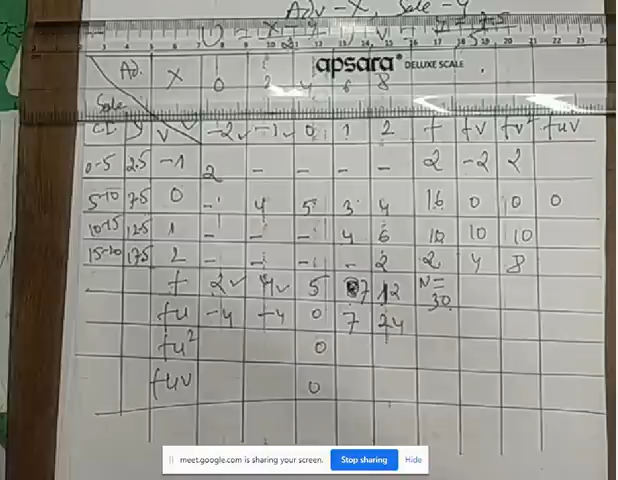 Adv - X, Sale - Y
apsara DELUXE SCALE
Ad. X 0 2 4 6 8
Sale
CI Y V -2 -1 0 1 2 f fv fv² fuv
0-5 2.5 -1 2 - - - - 2 -2 2
5-10 7.5 0 - 4 5 3 4 16 0 0 0
10-15 12.5 1 - - - 4 6 10 10 10
15-20 17.5 2 - - - - 2 2 4 8
f 2 4 5 7 12 N=30
fu -4 -4 0 7 24
fu² 0
fuv 0
meet.google.com is sharing your screen. Stop sharing Hide